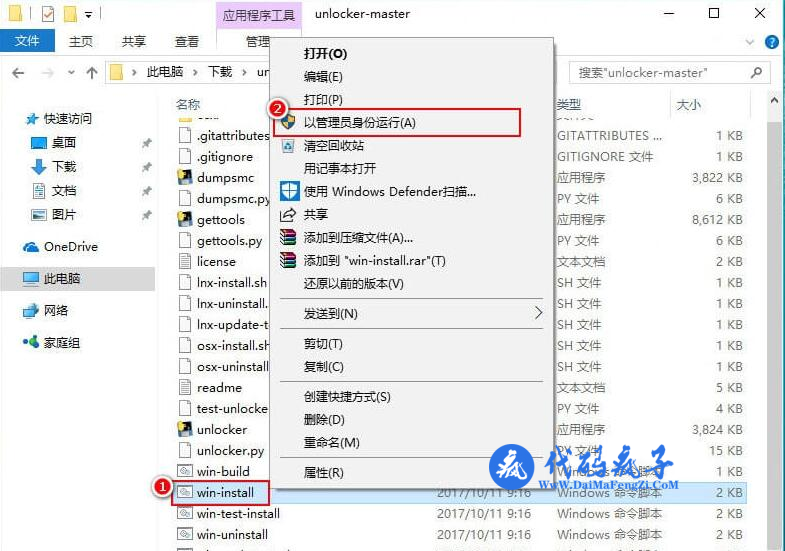 应用程序工具 unlocker-master
文件 主页 共享 查看 管理
此电脑 下载 un 搜索"unlocker-master"
名称 类型 大小
快速访问
桌面
下载
文档
图片
OneDrive
此电脑
网络
家庭组
.gitattributes GITATTRIBUTES ... 1 KB
.gitignore GITIGNORE 文件 1 KB
dumpsmc 应用程序 3,822 KB
dumpsmc.py PY 文件 6 KB
gettools 应用程序 8,612 KB
gettools.py PY 文件 6 KB
license 文本文档 2 KB
lnx-install.sh SH 文件 1 KB
lnx-uninstall. SH 文件 1 KB
lnx-update-t SH 文件 1 KB
osx-install.sh SH 文件 1 KB
osx-uninstall SH 文件 1 KB
readme 文本文档 5 KB
test-unlocke PY 文件 4 KB
unlocker 应用程序 3,824 KB
unlocker.py PY 文件 15 KB
win-build Windows 命令脚本 1 KB
1 win-install 2017/10/11 9:16 Windows 命令脚本 2 KB
win-test-install 2017/10/11 9:16 Windows 命令脚本 2 KB
win-uninstall 2017/10/11 9:16 Windows 命令脚本 2 KB
打开(O)
编辑(E)
打印(P)
2 以管理员身份运行(A)
清空回收站
用记事本打开
使用 Windows Defender扫描...
共享
添加到压缩文件(A)...
添加到 "win-install.rar"(T)
还原以前的版本(V)
发送到(N)
剪切(T)
复制(C)
创建快捷方式(S)
删除(D)
重命名(M)
属性(R)
疯 代码疯子
www.DaiMaFengZi.Com